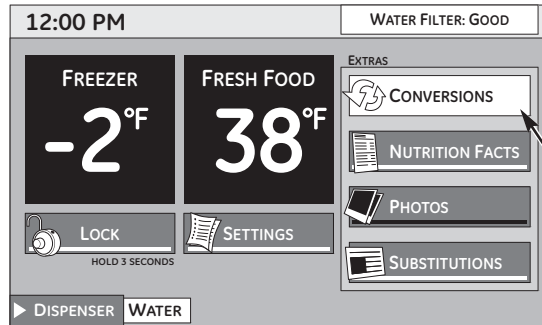 12:00 PM
WATER FILTER: GOOD
EXTRAS
FREEZER
-2°F
FRESH FOOD
38°F
CONVERSIONS
NUTRITION FACTS
PHOTOS
SUBSTITUTIONS
LOCK
HOLD 3 SECONDS
SETTINGS
DISPENSER WATER